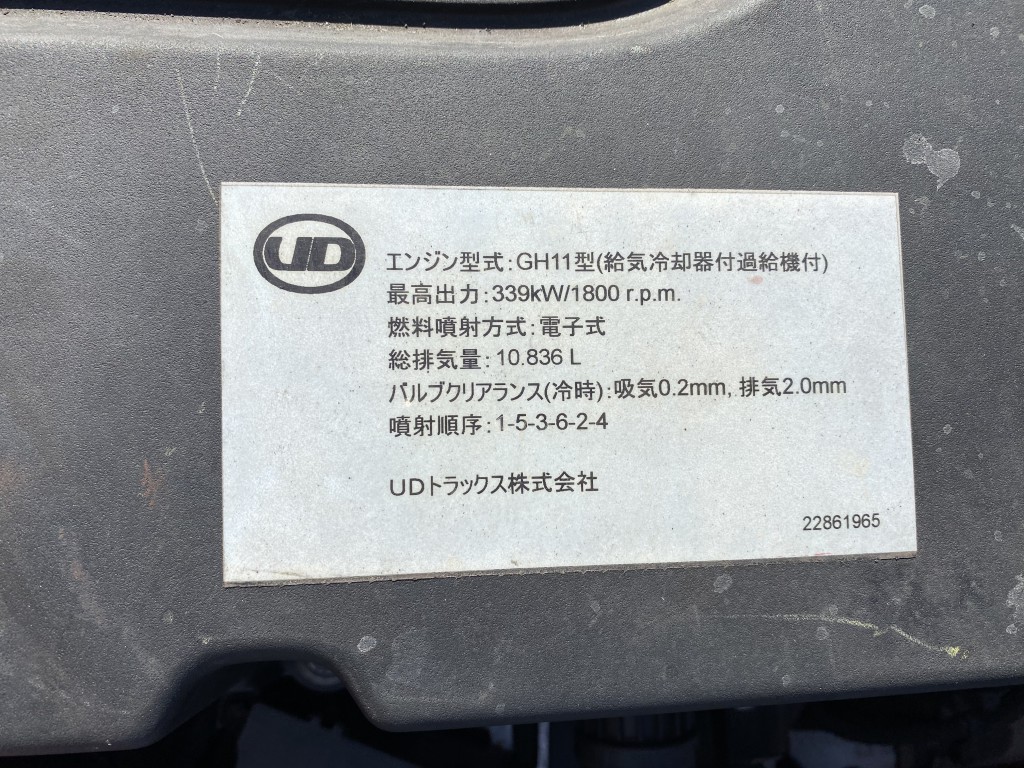 UD
エンジン型式:GH11型(給気冷却器付過給機付)
最高出力:339kW/1800 r.p.m.
燃料噴射方式:電子式
総排気量:10.836 L
バルブクリアランス(冷時):吸気0.2mm, 排気2.0mm
噴射順序:1-5-3-6-2-4
UDトラックス株式会社
22861965